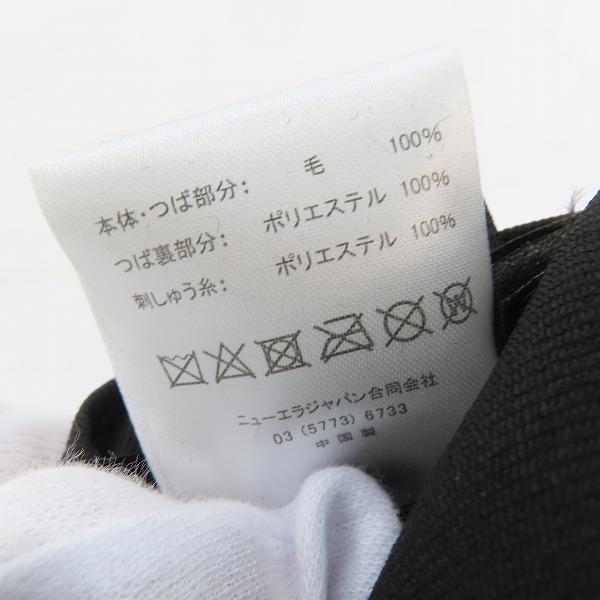 本体・つば部分: 毛 100%
つば裏部分: ポリエステル 100%
刺しゅう糸: ポリエステル 100%
ニューエラジャパン合同会社
03 (5773) 6733
中国製